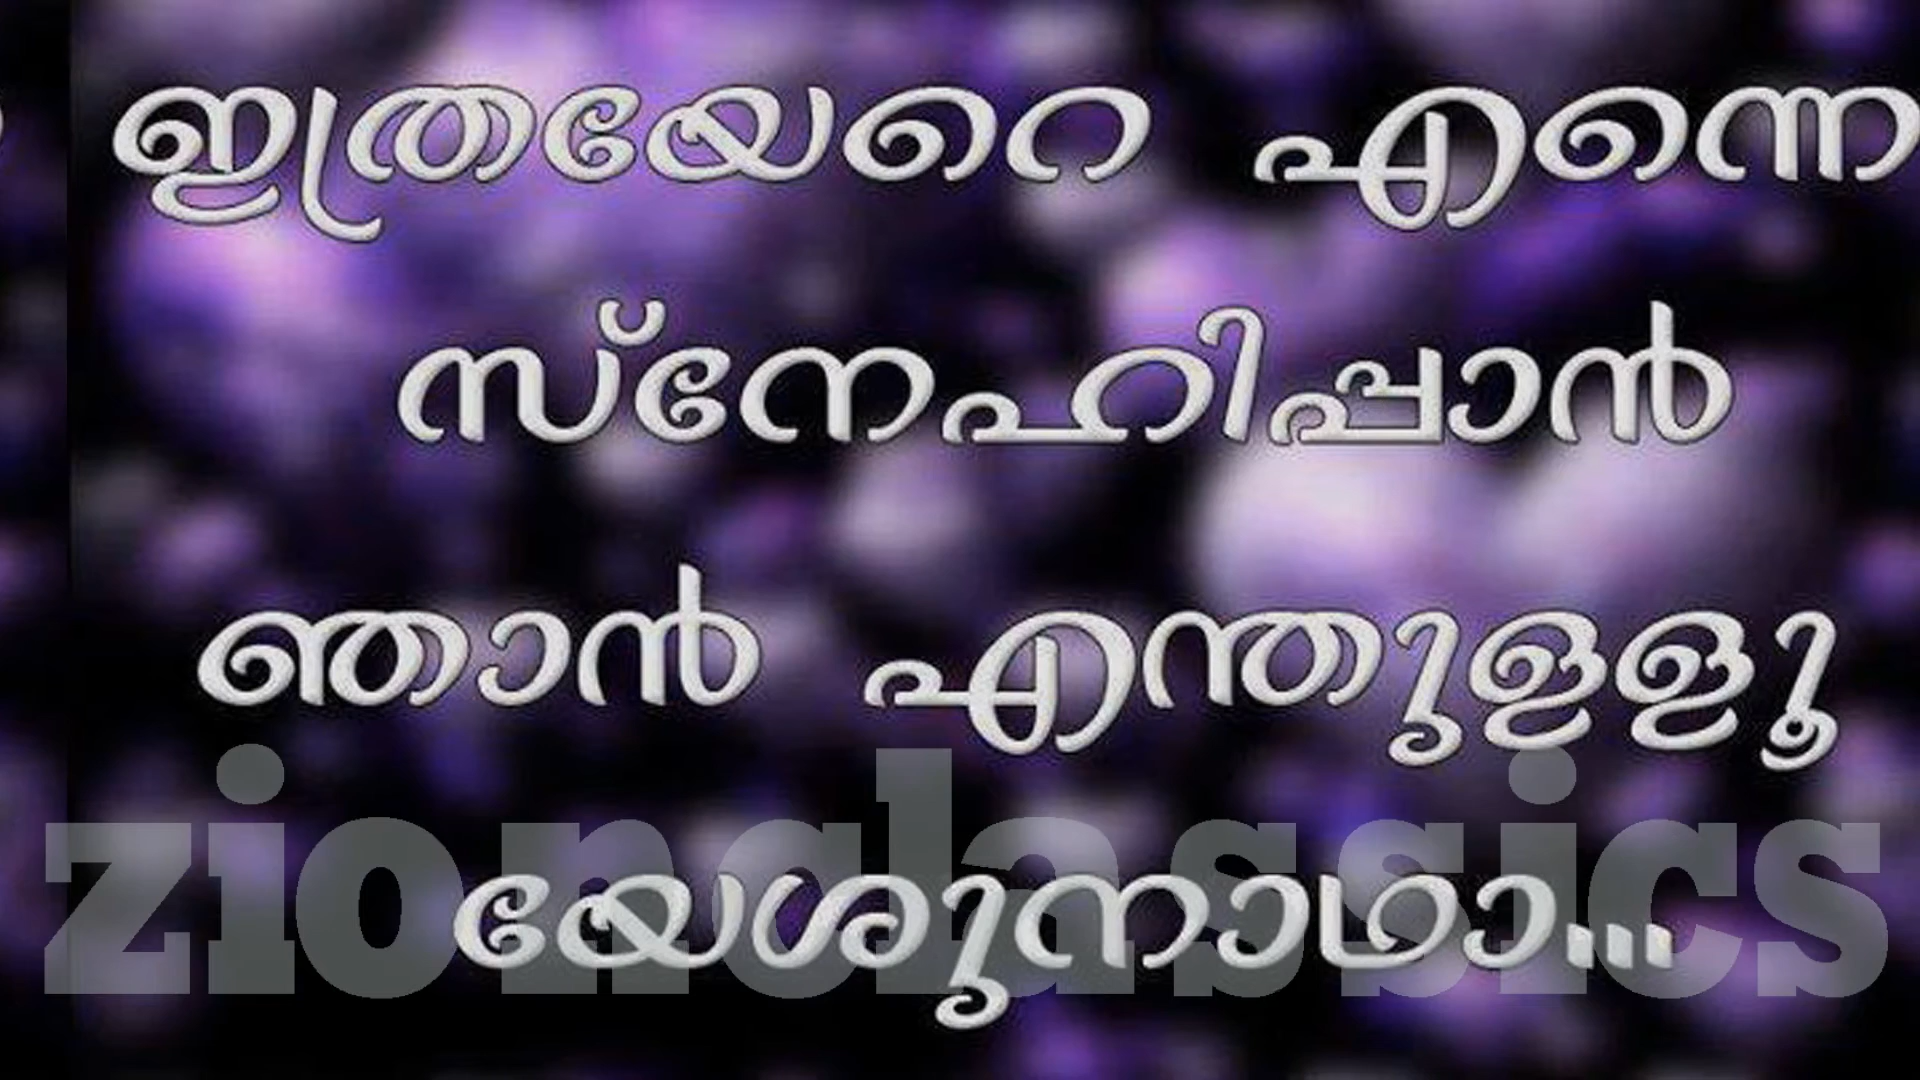 ഇത്രയേറെ എന്നെ
സ്നേഹിപ്പാൻ
ഞാൻ എന്തുള്ളൂ
zionclassics
യേശുനാഥാ...